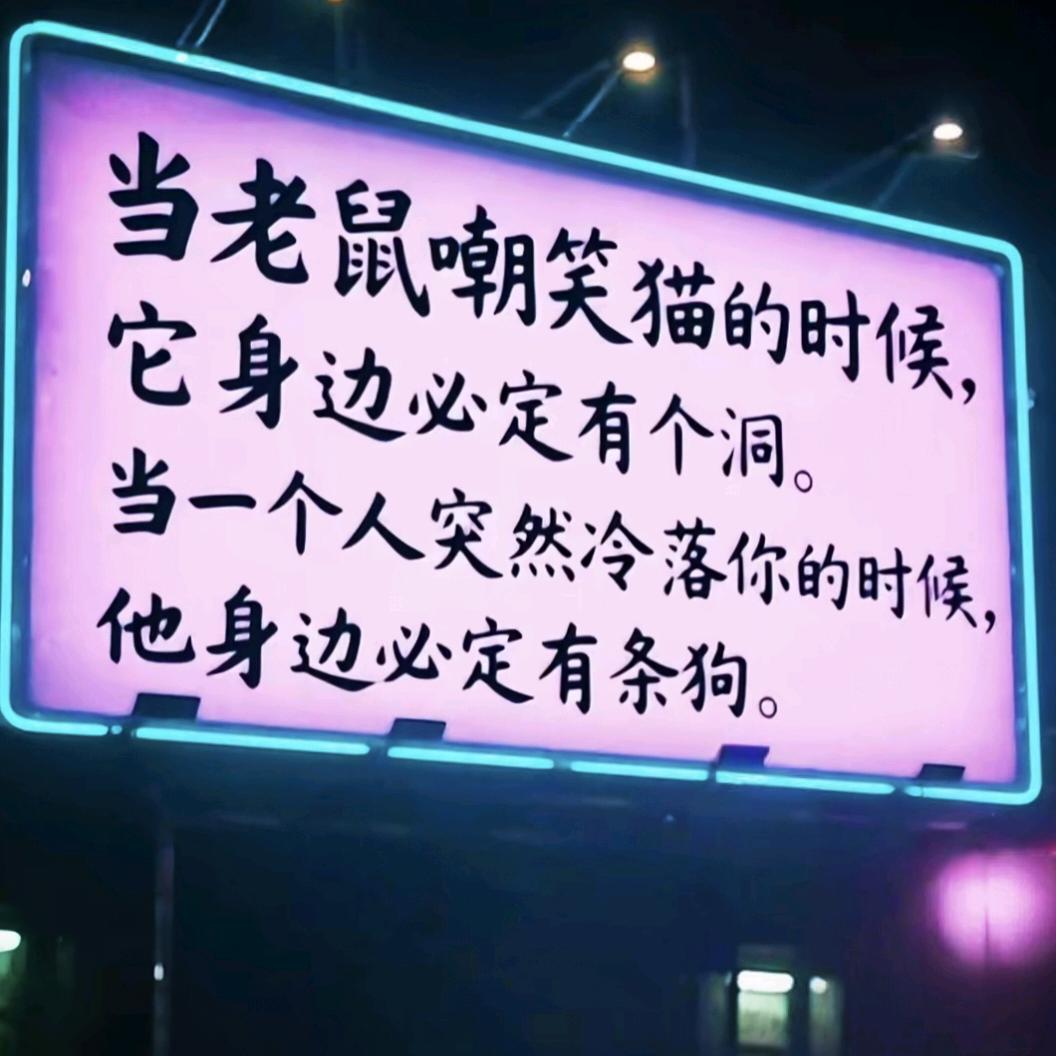 当老鼠嘲笑猫的时候，
它身边必定有个洞。
当一个人突然冷落你的时候，
他身边必定有条狗。